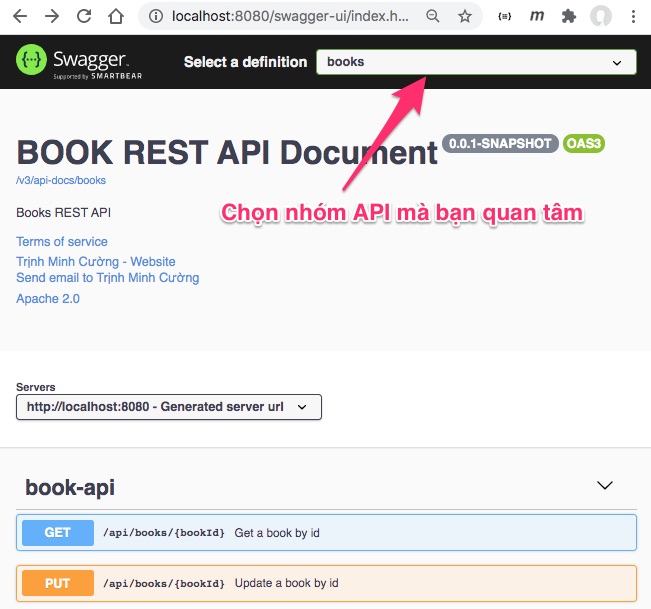 localhost:8080/swagger-ui/index.h...
{≡}
m
{...}
Swagger
Supported by SMARTBEAR
Select a definition
books
BOOK REST API Document
0.0.1-SNAPSHOT
OAS3
/v3/api-docs/books
Chọn nhóm API mà bạn quan tâm
Books REST API
Terms of service
Trịnh Minh Cường - Website
Send email to Trịnh Minh Cường
Apache 2.0
Servers
http://localhost:8080 - Generated server url
book-api
GET /api/books/{bookId} Get a book by id
PUT /api/books/{bookId} Update a book by id